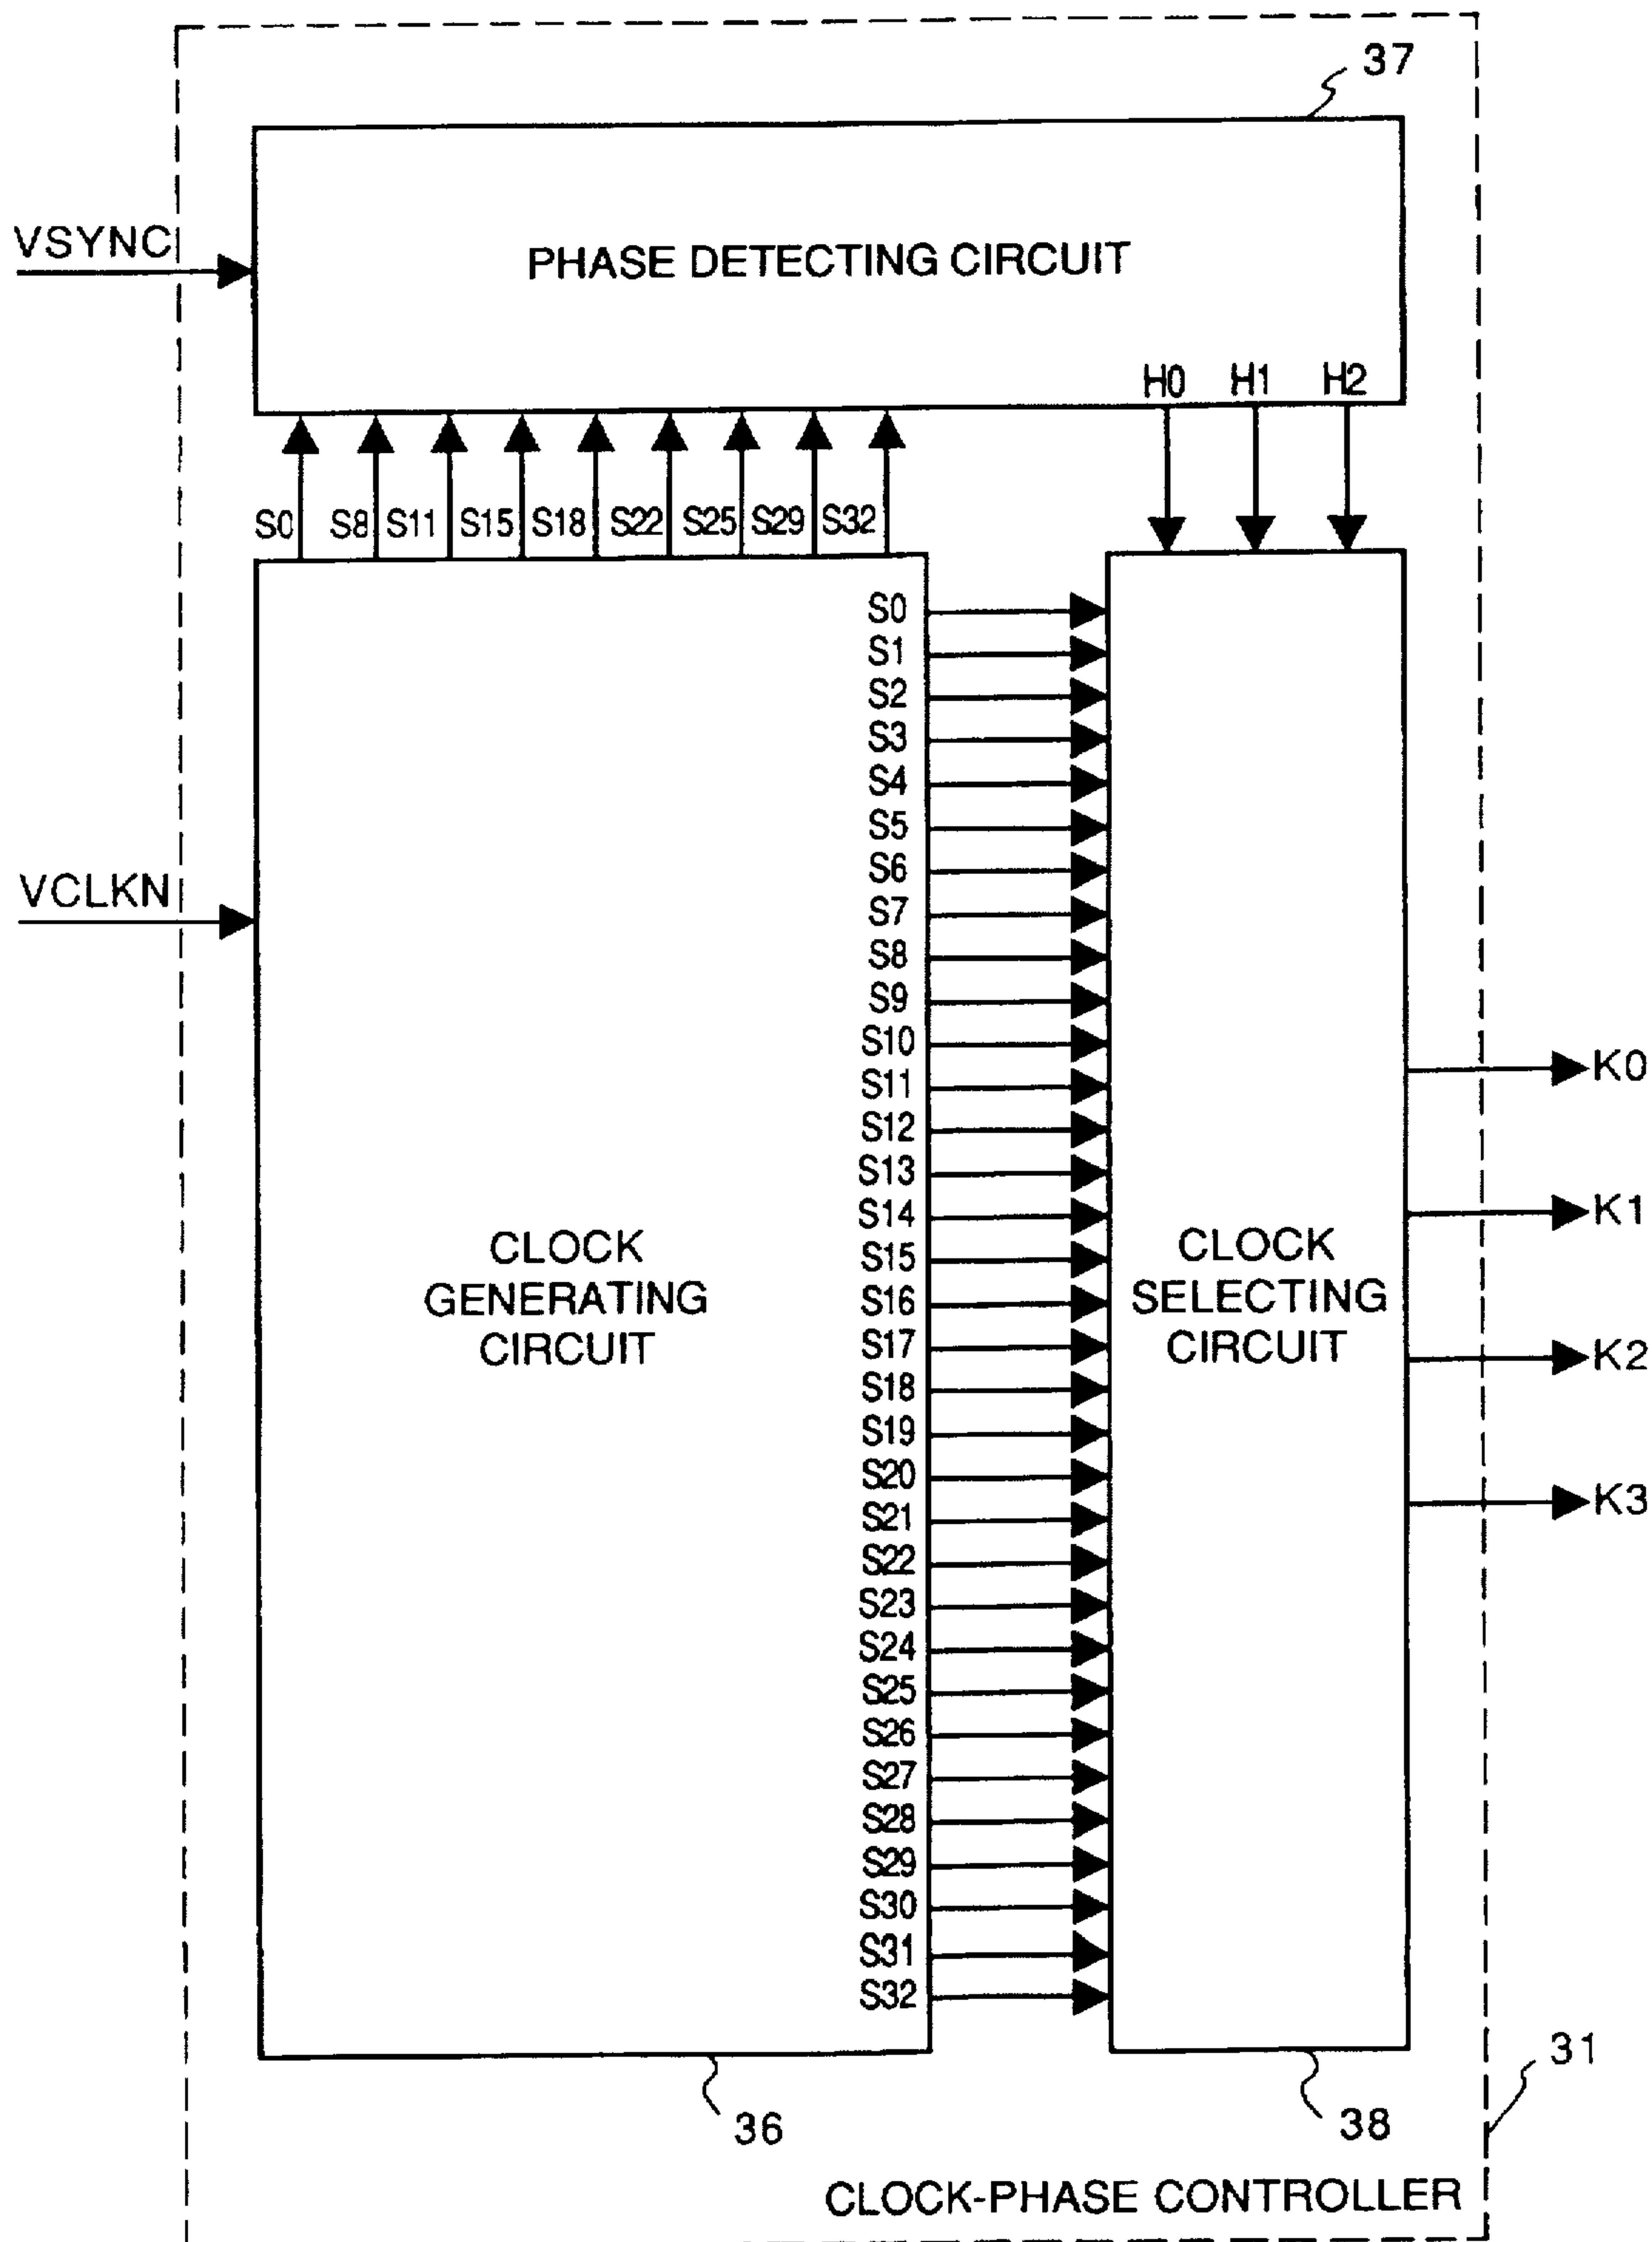 37
VSYNC
PHASE DETECTING CIRCUIT
H0 H1 H2
S0 S8 S11 S15 S18 S22 S25 S29 S32
S0
S1
S2
S3
S4
S5
S6
VCLKN
S7
S8
S9
S10
K0
S11
S12
S13
S14
K1
S15
S16
S17
S18
S19
S20
S21
S22
S23
S24
S25
S26
S27
S28
S29
S30
S31
S32
CLOCK
GENERATING
CIRCUIT
CLOCK
SELECTING
CIRCUIT
K2
K3
31
36
38
CLOCK-PHASE CONTROLLER